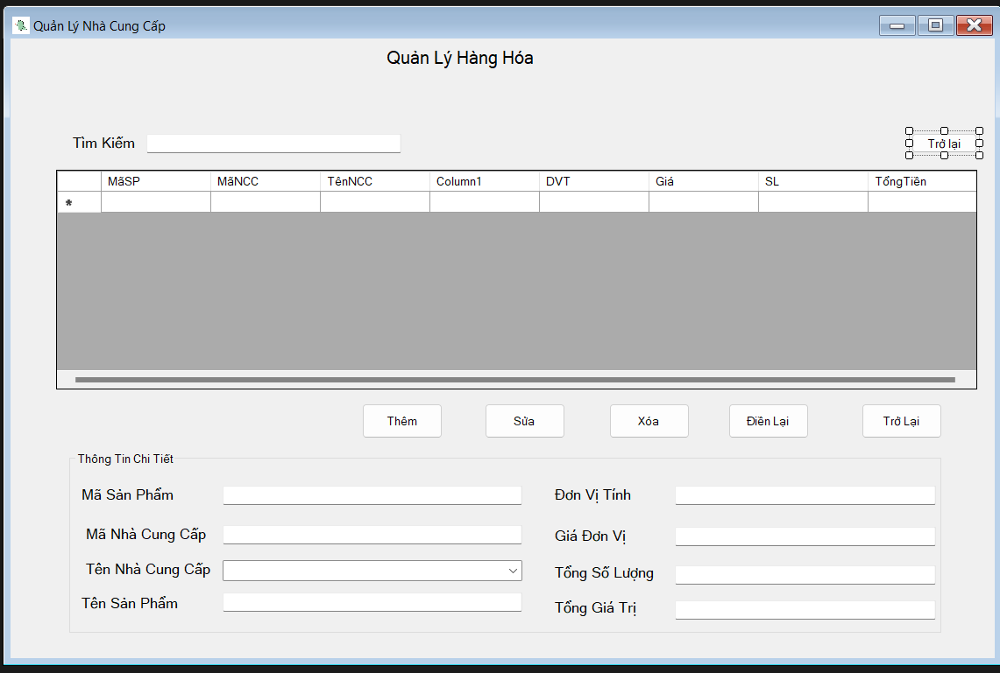 Quản Lý Nhà Cung Cấp
Quản Lý Hàng Hóa
Tìm Kiếm
Trở lại
MãSP MãNCC TênNCC Column1 DVT Giá SL TổngTiền
*
Thêm Sửa Xóa Điền Lại Trở Lại
Thông Tin Chi Tiết
Mã Sản Phẩm
Đơn Vị Tính
Mã Nhà Cung Cấp
Giá Đơn Vị
Tên Nhà Cung Cấp
Tổng Số Lượng
Tên Sản Phẩm
Tổng Giá Trị